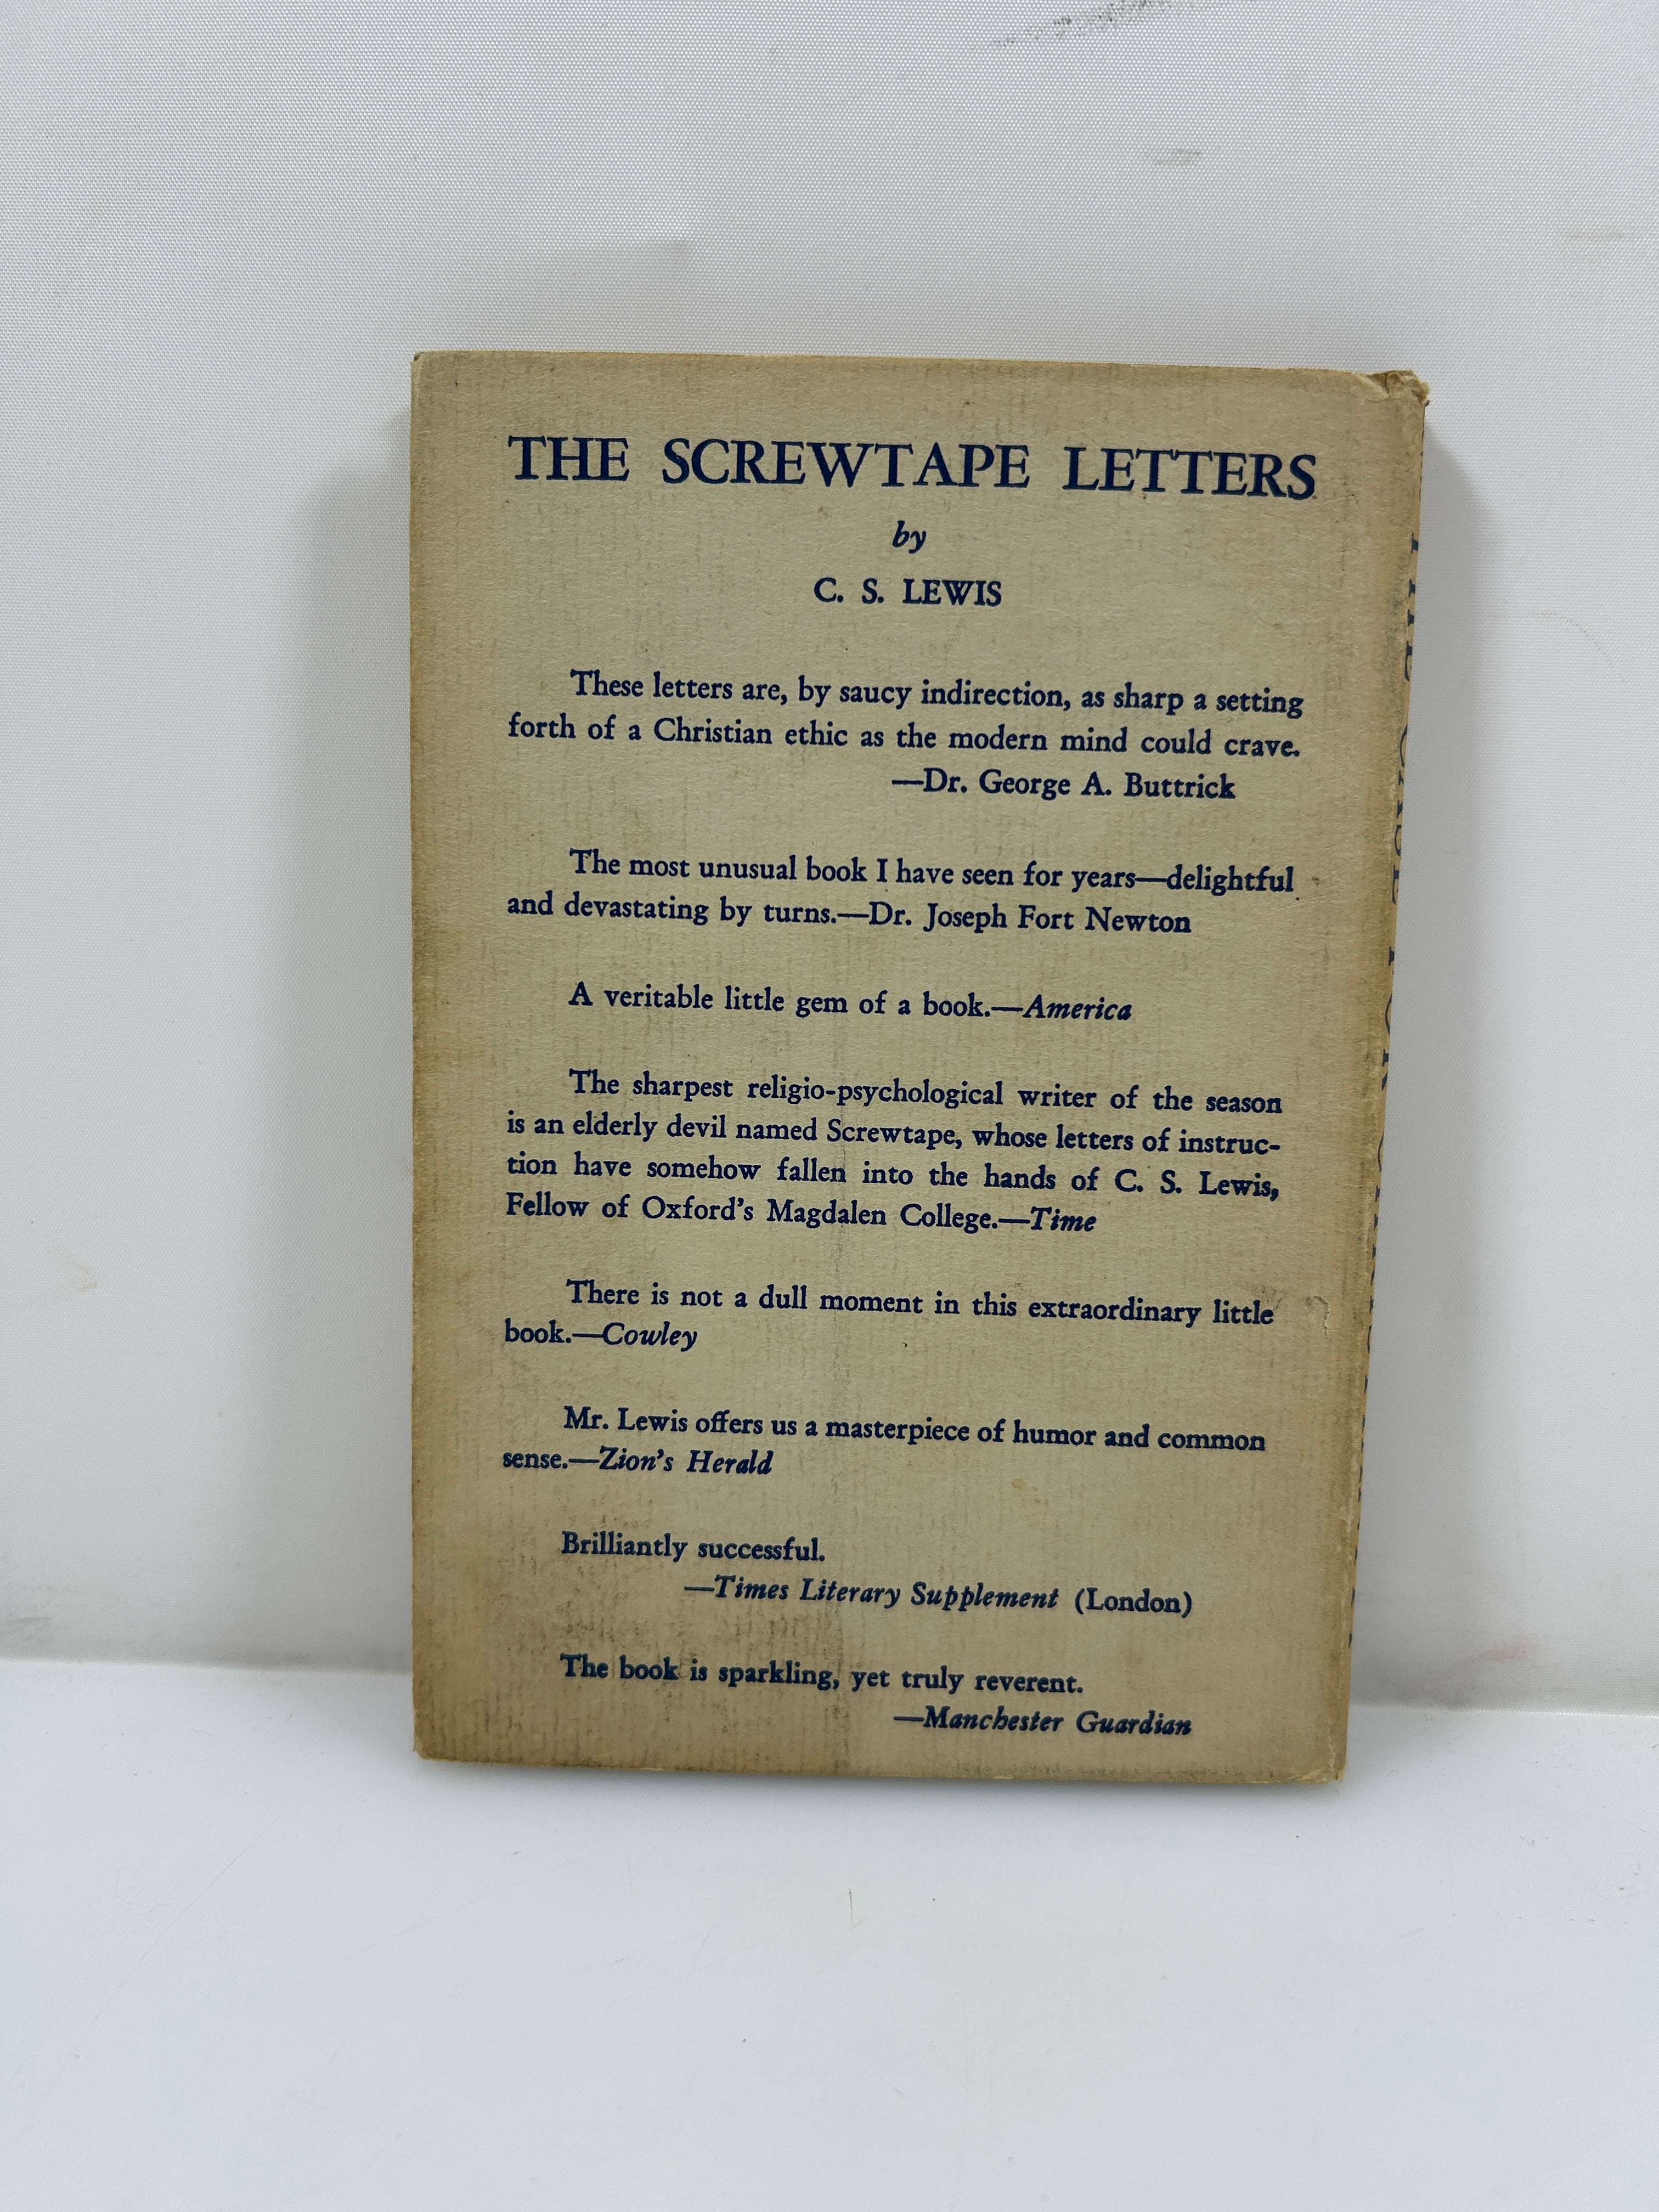 THE SCREWTAPE LETTERS
by
C. S. LEWIS
These letters are, by saucy indirection, as sharp a setting
forth of a Christian ethic as the modern mind could crave.
—Dr. George A. Buttrick
The most unusual book I have seen for years—delightful
and devastating by turns.—Dr. Joseph Fort Newton
A veritable little gem of a book.—America
The sharpest religio-psychological writer of the season
is an elderly devil named Screwtape, whose letters of instruc-
tion have somehow fallen into the hands of C. S. Lewis,
Fellow of Oxford's Magdalen College.—Time
There is not a dull moment in this extraordinary little
book.—Cowley
Mr. Lewis offers us a masterpiece of humor and common
sense.—Zion's Herald
Brilliantly successful.
—Times Literary Supplement (London)
The book is sparkling, yet truly reverent.
—Manchester Guardian